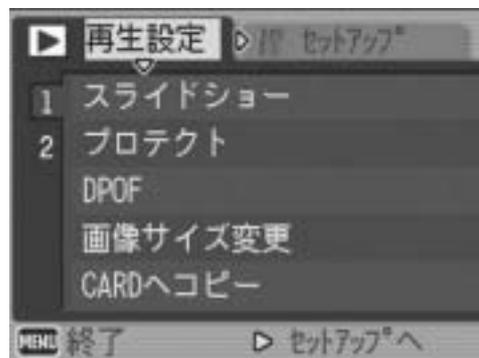 再生設定 セットアップ
1 スライドショー
2 プロテクト
DPOF
画像サイズ変更
CARDへコピー
MENU 終了 セットアップへ